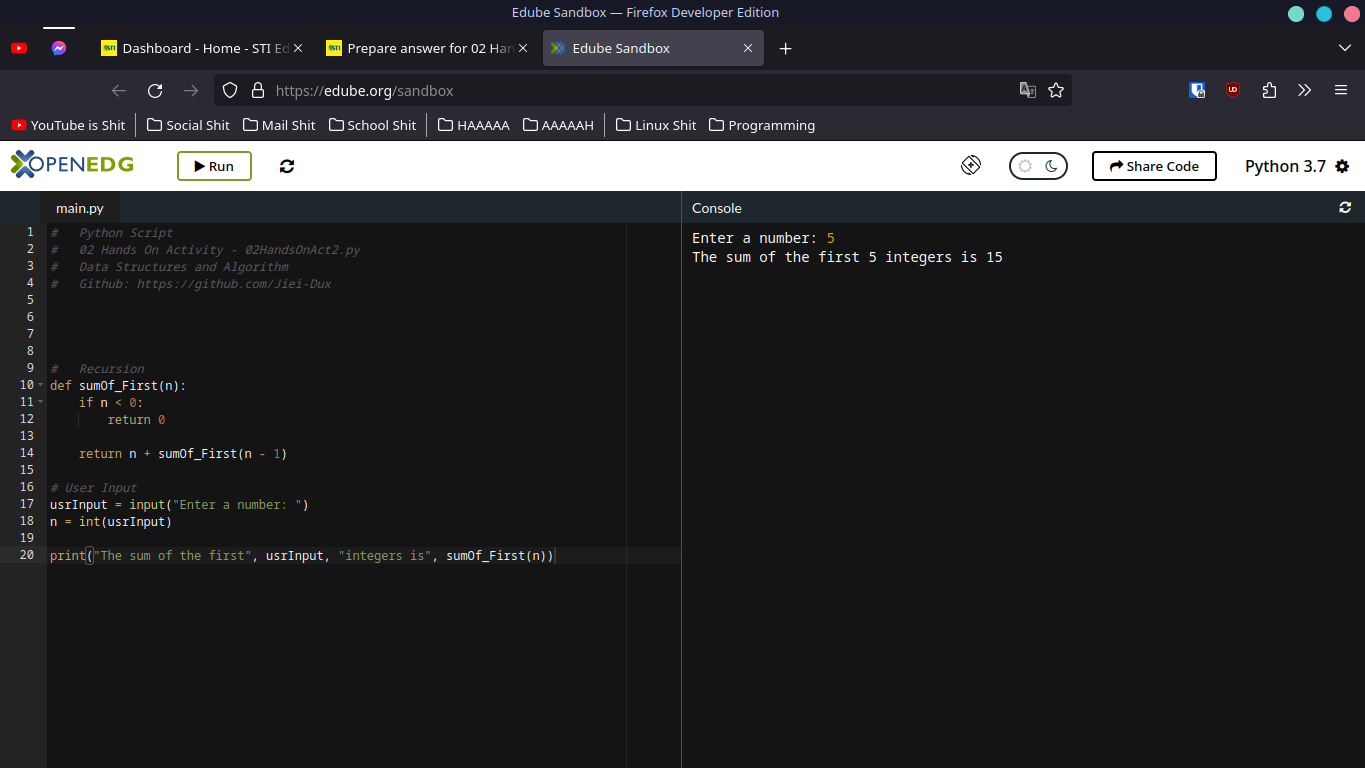 Edube Sandbox — Firefox Developer Edition
Dashboard - Home - STI Ed
Prepare answer for 02 Han
Edube Sandbox
https://edube.org/sandbox
YouTube is Shit
Social Shit
Mail Shit
School Shit
HAAAAA
AAAAAH
Linux Shit
Programming
OPENEDG
Run
Share Code
Python 3.7
main.py
1 #   Python Script
2 #   02 Hands On Activity - 02HandsOnAct2.py
3 #   Data Structures and Algorithm
4 #   Github: https://github.com/Jiei-Dux
5
6
7
8
9 #   Recursion
10 def sumOf_First(n):
11     if n < 0:
12         return 0
13
14     return n + sumOf_First(n - 1)
15
16 # User Input
17 usrInput = input("Enter a number: ")
18 n = int(usrInput)
19
20 print("The sum of the first", usrInput, "integers is", sumOf_First(n))
Console
Enter a number: 5
The sum of the first 5 integers is 15